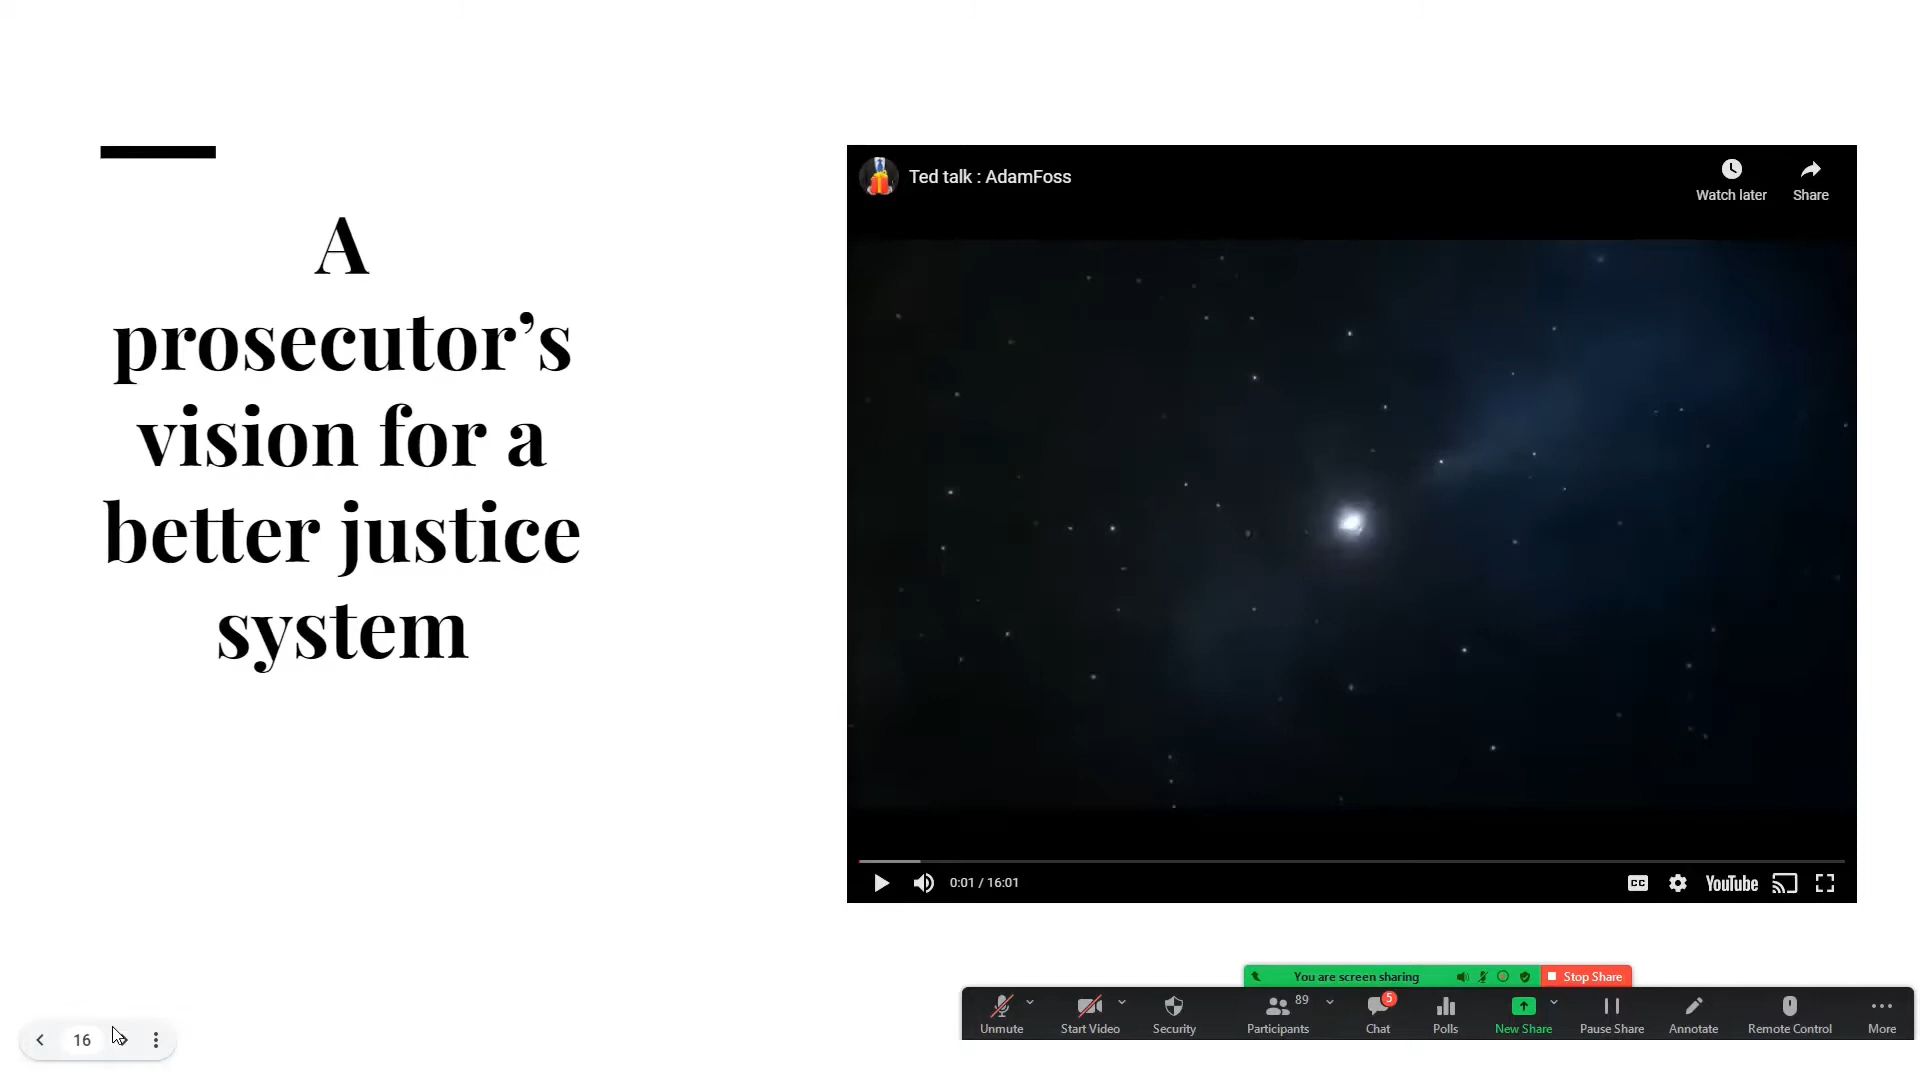 A
prosecutor’s
vision for a
better justice
system
Ted talk : AdamFoss
Watch later
Share
0:01 / 16:01
CC
YouTube
You are screen sharing
Stop Share
Unmute
Start Video
Security
Participants
89
Chat
5
Polls
New Share
Pause Share
Annotate
Remote Control
More
16